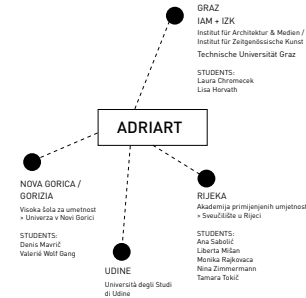 GRAZ
IAM + IZK
Institut für Architektur & Medien /
Institut für Zeitgenössische Kunst
Technische Universität Graz
STUDENTS:
Laura Chromecek
Lisa Horvath
ADRIART
NOVA GORICA /
GORIZIA
Visoka šola za umetnost
» Univerza v Novi Gorici
STUDENTS:
Denis Mavrič
Valerié Wolf Gang
UDINE
Università degli Studi
di Udine
RIJEKA
Akademija primijenjenih umjetnost
» Sveučilište u Rijeci
STUDENTS:
Ana Sabolić
Liberta Mišan
Monika Rajkovaca
Nina Zimmermann
Tamara Tokič